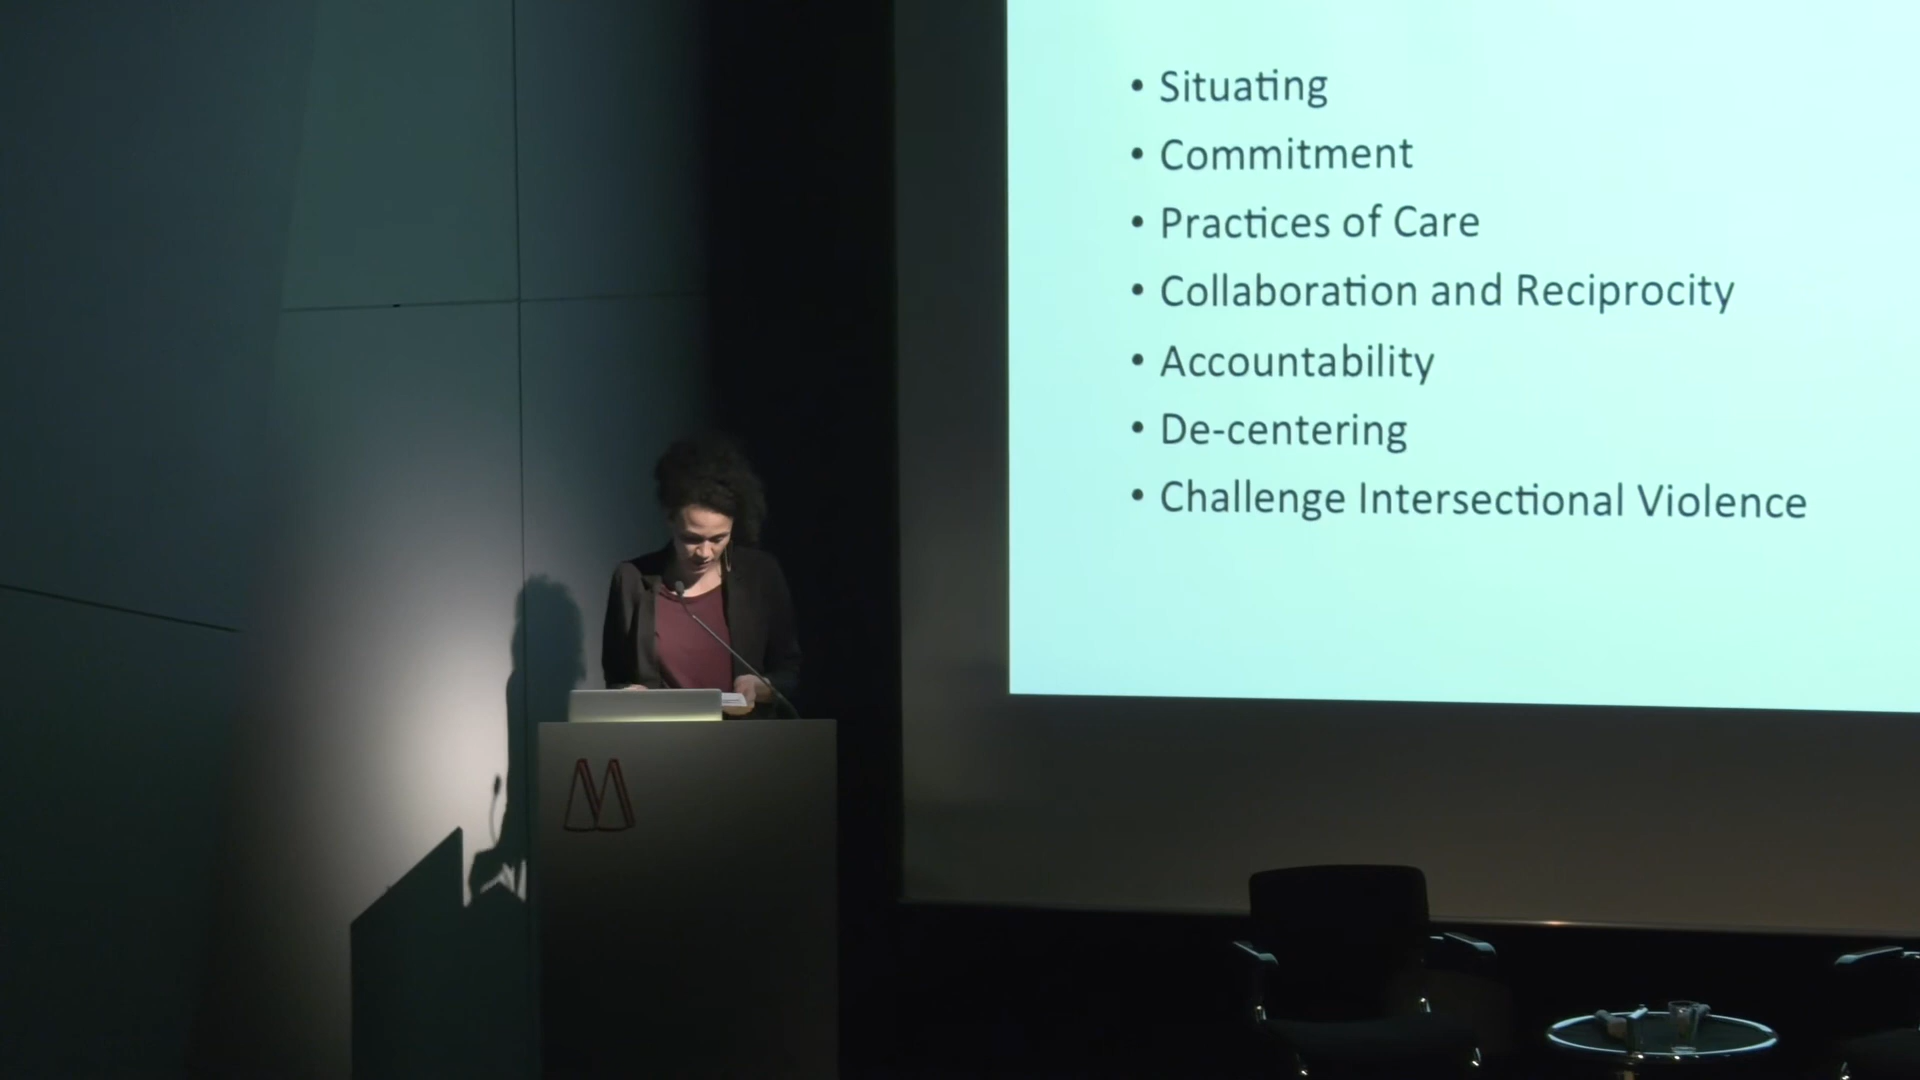 • Situating
• Commitment
• Practices of Care
• Collaboration and Reciprocity
• Accountability
• De-centering
• Challenge Intersectional Violence
M